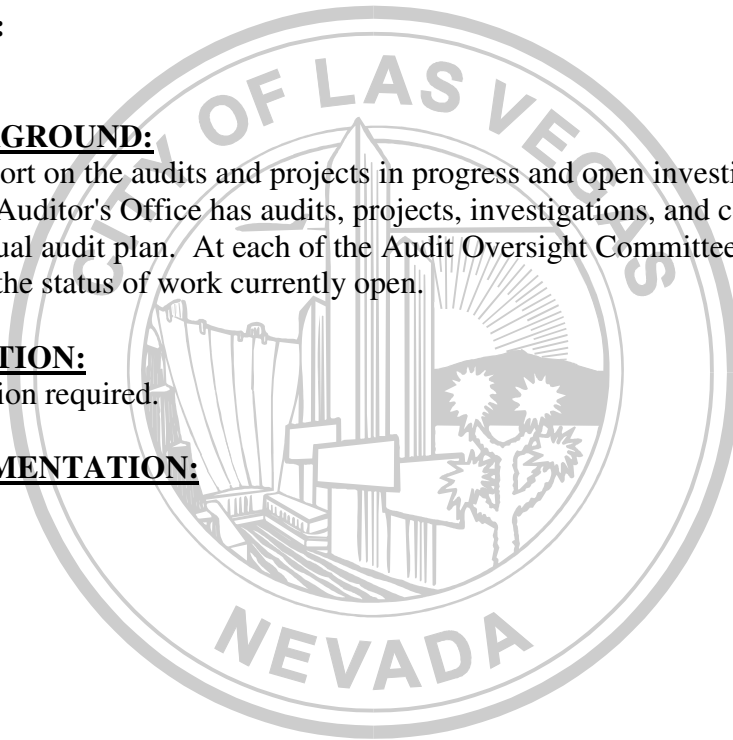 :
GROUND:
ort on the audits and projects in progress and open investi
Auditor's Office has audits, projects, investigations, and c
ual audit plan.  At each of the Audit Oversight Committee
the status of work currently open.
TION:
ion required.
MENTATION:
CITY OF LAS VEGAS
NEVADA